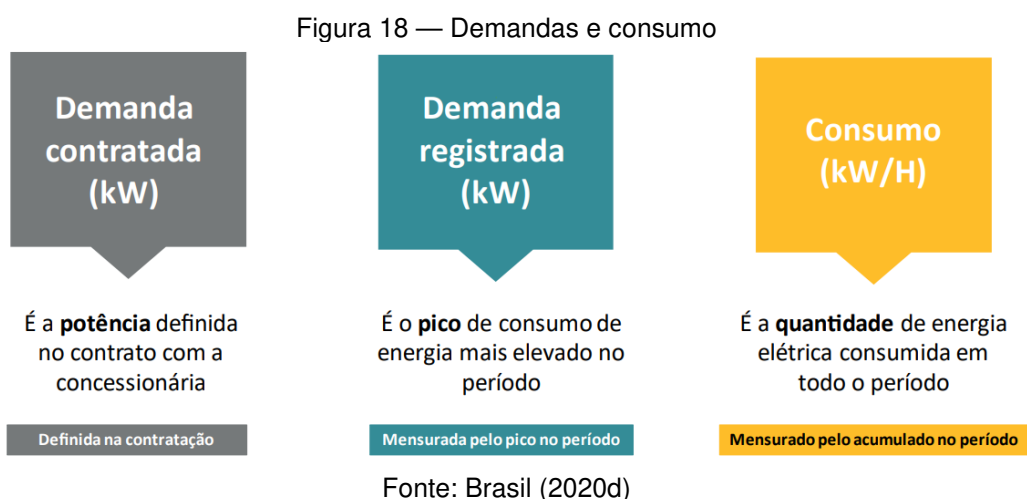 Figura 18 — Demandas e consumo
Demanda
contratada
(kW)
É a potência definida
no contrato com a
concessionária
Definida na contratação
Demanda
registrada
(kW)
É o pico de consumo de
energia mais elevado no
período
Mensurada pelo pico no período
Consumo
(kW/H)
É a quantidade de energia
elétrica consumida em
todo o período
Mensurado pelo acumulado no período
Fonte: Brasil (2020d)